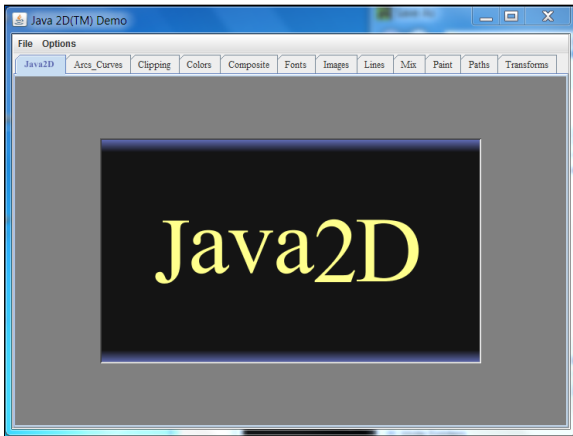 Java 2D(TM) Demo
File Options
Java2D Arcs_Curves Clipping Colors Composite Fonts Images Lines Mix Paint Paths Transforms
Java2D